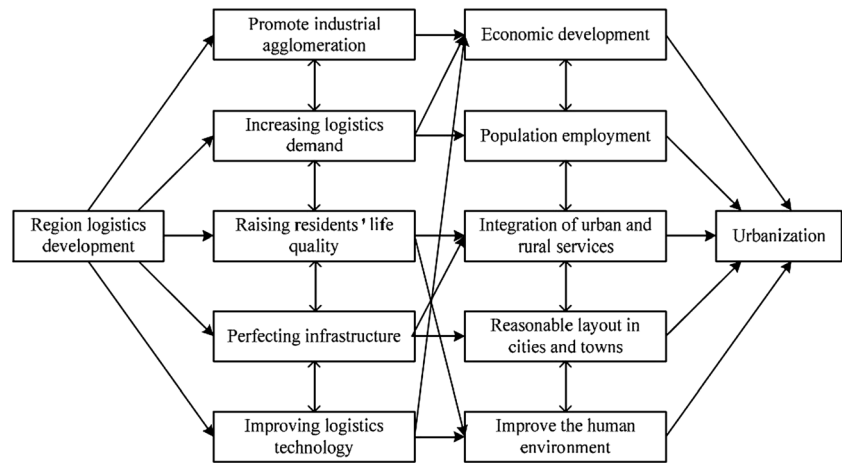 Promote industrial
agglomeration
Economic development
Increasing logistics
demand
Population employment
Region logistics
development
Raising residents' life
quality
Integration of urban and
rural services
Urbanization
Perfecting infrastructure
Reasonable layout in
cities and towns
Improving logistics
technology
Improve the human
environment